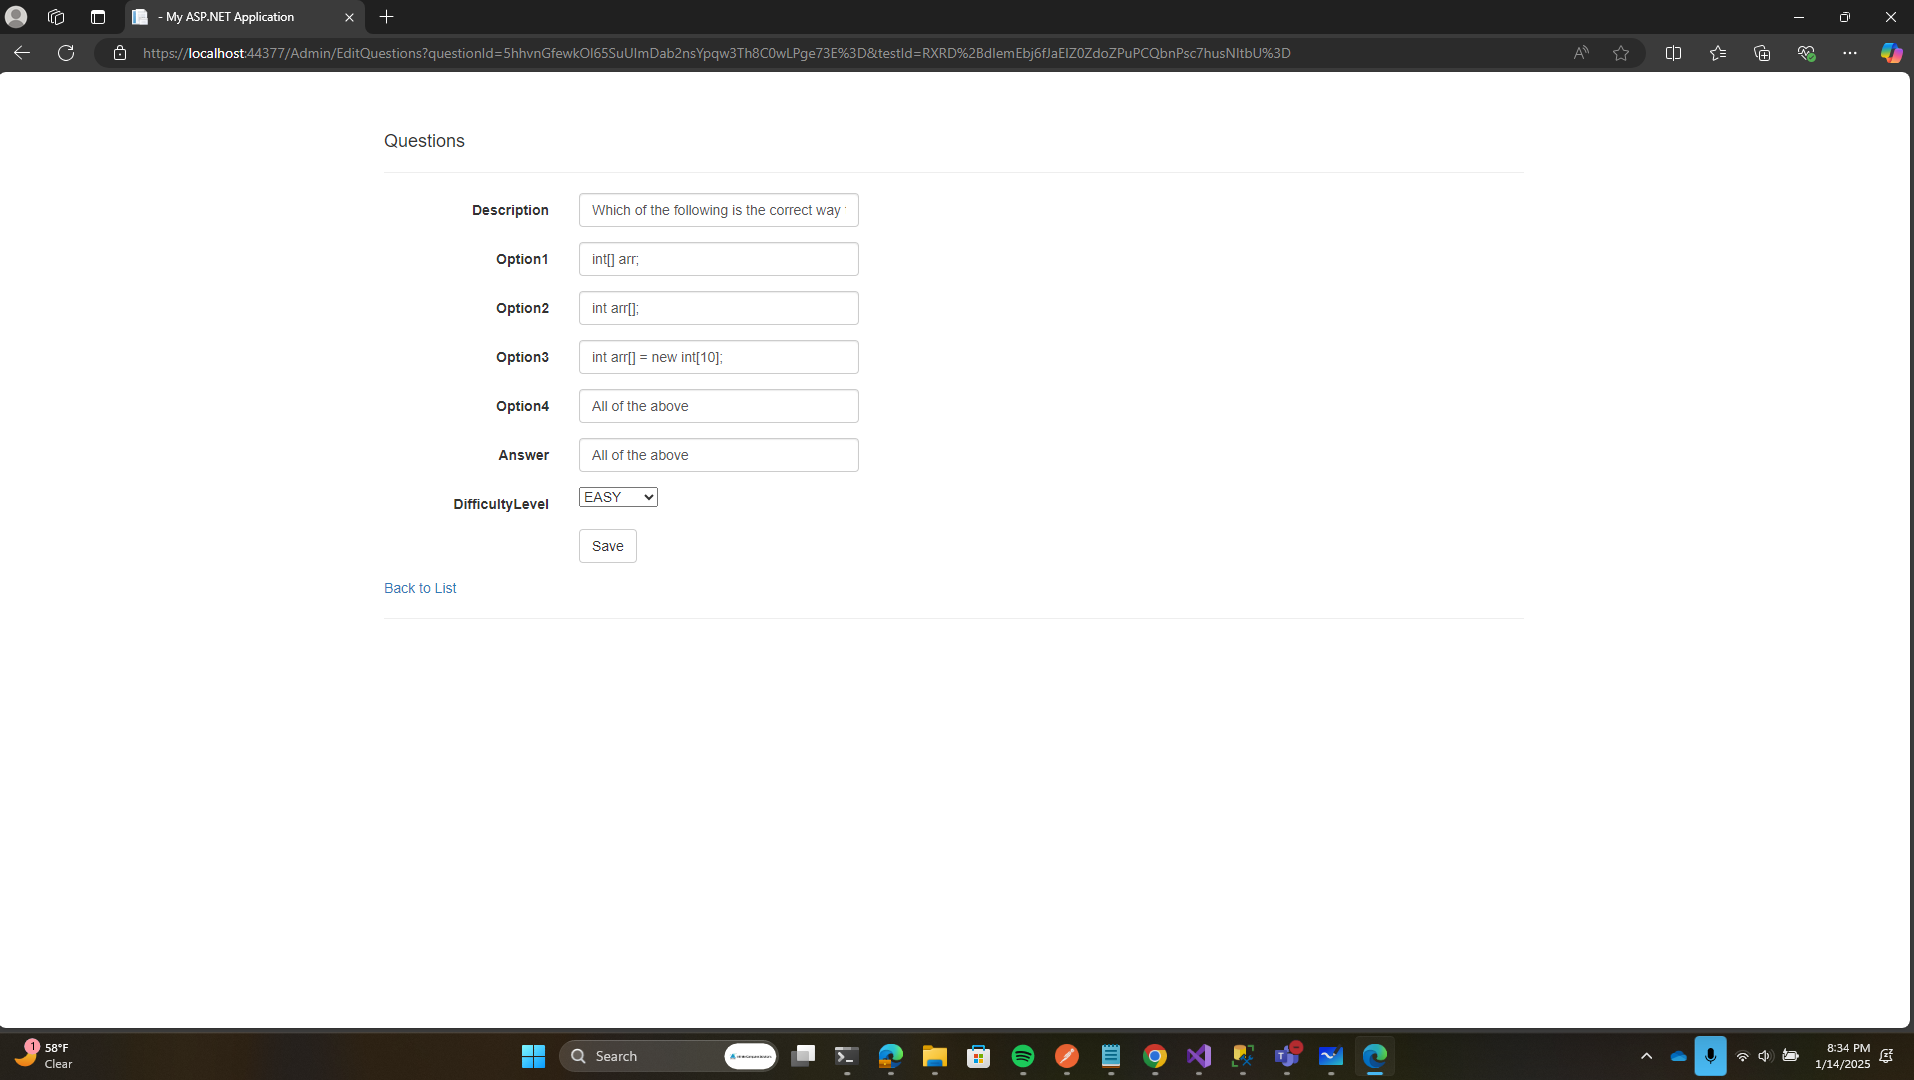 - My ASP.NET Application
https://localhost:44377/Admin/EditQuestions?questionId=5hhvnGfewkOI65SuUImDab2nsYpqw3Th8C0wLPge73E%3D&testId=RXRD%2BdlemEbj6fJaEIZ0ZdoZPuPCQbnPsc7husNItbU%3D
Questions
Description Which of the following is the correct way
Option1 int[] arr;
Option2 int arr[];
Option3 int arr[] = new int[10];
Option4 All of the above
Answer All of the above
DifficultyLevel EASY
Save
Back to List
1
58°F
Clear
Search
8:34 PM
1/14/2025